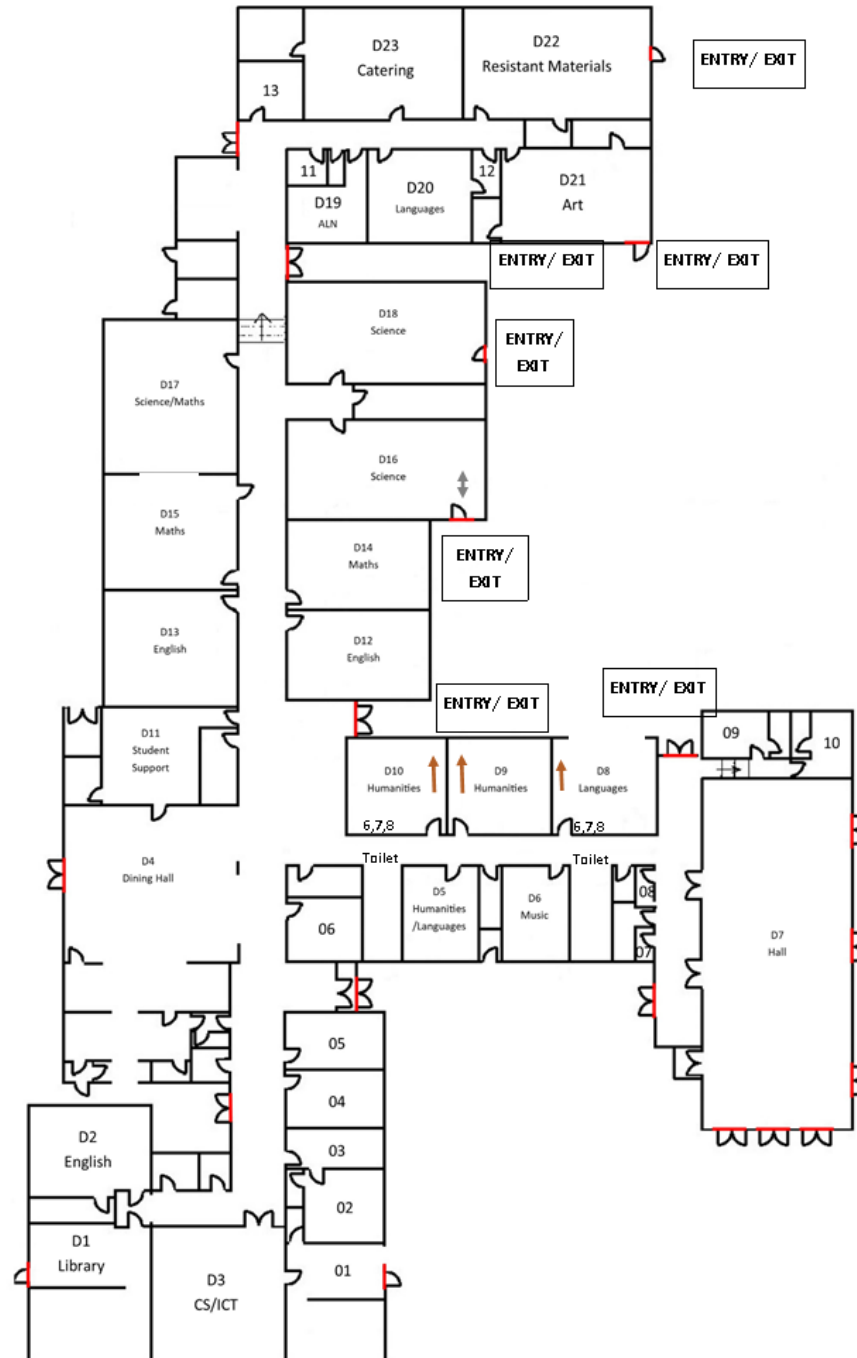 D23
Catering
D22
Resistant Materials
ENTRY/ EXIT
13
11
D19
ALN
D20
Languages
12
D21
Art
ENTRY/ EXIT
ENTRY/ EXIT
D18
Science
ENTRY/
EXIT
D17
Science/Maths
D16
Science
D15
Maths
D14
Maths
ENTRY/
EXIT
D13
English
D12
English
ENTRY/ EXIT
ENTRY/ EXIT
D11
Student
Support
09
10
D10
Humanities
6,7,8
D9
Humanities
D8
Languages
6,7,8
Toilet
Toilet
D4
Dining Hall
06
D5
Humanities
/Languages
D6
Music
08
07
D7
Hall
05
04
03
02
01
D2
English
D1
Library
D3
CS/ICT